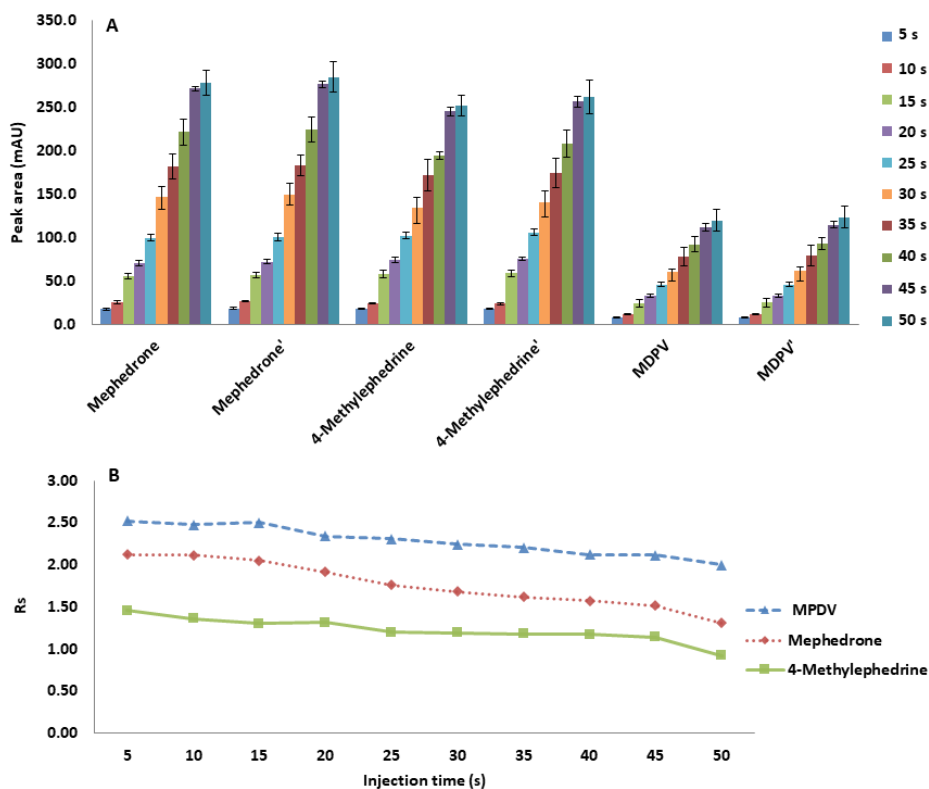 A
350.0
300.0
250.0
200.0
150.0
100.0
50.0
0.0
Peak area (mAU)
Mephedrone
Mephedrone'
4-Methylephedrine
4-Methylephedrine'
MDPV
MDPV'
5 s
10 s
15 s
20 s
25 s
30 s
35 s
40 s
45 s
50 s
B
3.00
2.50
2.00
1.50
1.00
0.50
0.00
Rs
5 10 15 20 25 30 35 40 45 50
Injection time (s)
MPDV
Mephedrone
4-Methylephedrine